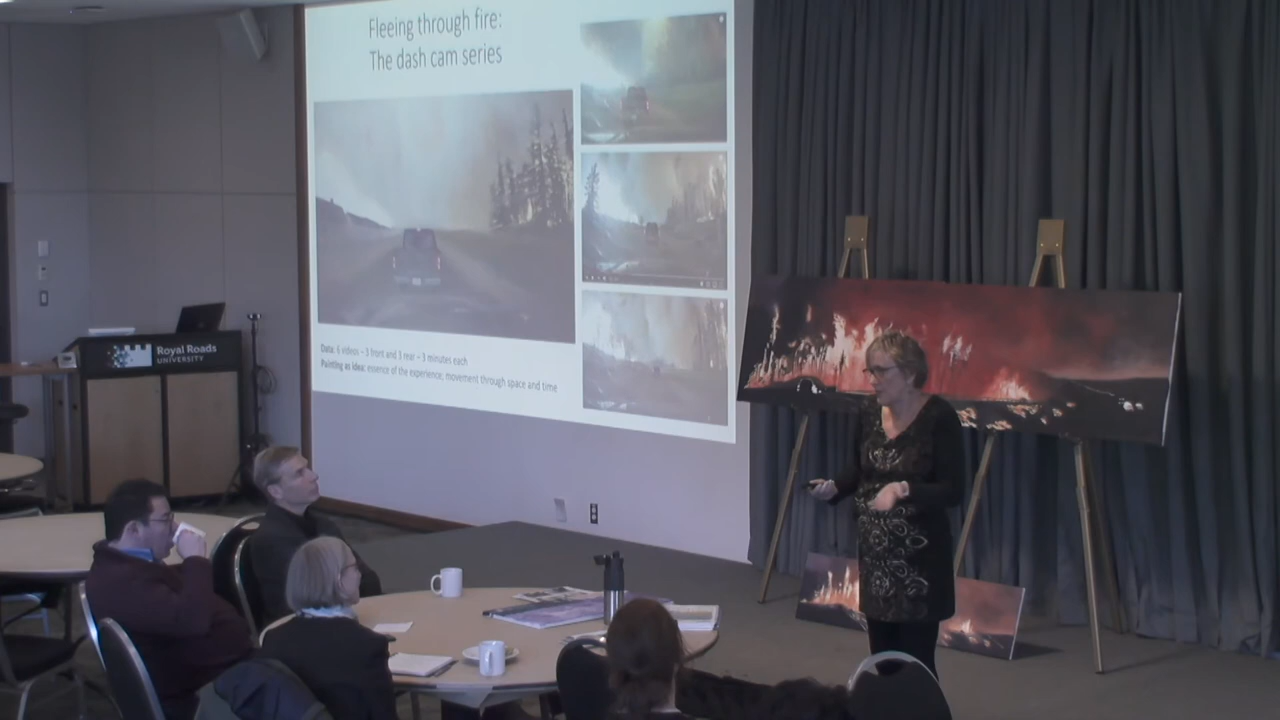 Fleeing through fire:
The dash cam series
Data: 6 videos – 3 front and 3 rear – 3 minutes each
Painting as idea: essence of the experience, movement through space and time
Royal Roads
UNIVERSITY